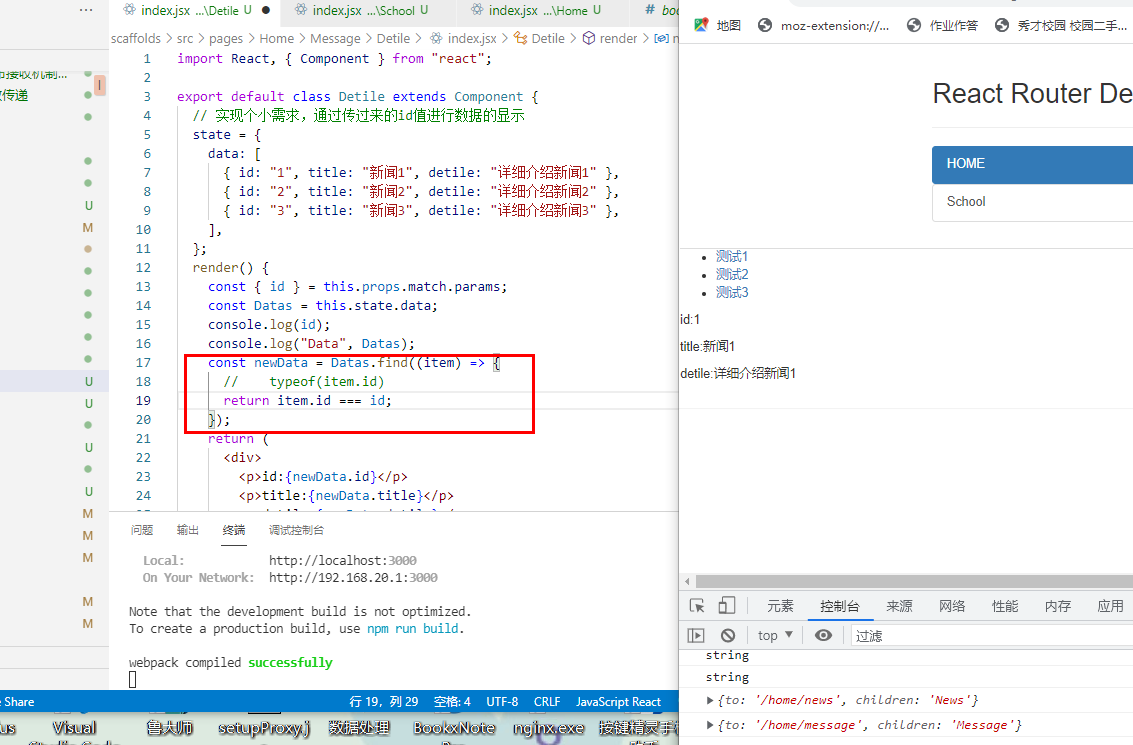 index.jsx ...\Detile U
index.jsx ...\School U
index.jsx ...\Home U
scaffolds > src > pages > Home > Message > Detile > index.jsx > Detile > render >
1 import React, { Component } from "react";
2
3 export default class Detile extends Component {
4 // 实现个小需求，通过传过来的id值进行数据的显示
5 state = {
6 data: [
7 { id: "1", title: "新闻1", detile: "详细介绍新闻1" },
8 { id: "2", title: "新闻2", detile: "详细介绍新闻2" },
9 { id: "3", title: "新闻3", detile: "详细介绍新闻3" },
10 ],
11 };
12 render() {
13 const { id } = this.props.match.params;
14 const Datas = this.state.data;
15 console.log(id);
16 console.log("Data", Datas);
17 const newData = Datas.find((item) => {
18 // typeof(item.id)
19 return item.id === id;
20 });
21 return (
22 <div>
23 <p>id:{newData.id}</p>
24 <p>title:{newData.title}</p>
U
M
U
U
U
U
M
M
M
M
M
问题 输出 终端 调试控制台
Local: http://localhost:3000
On Your Network: http://192.168.20.1:3000
Note that the development build is not optimized.
To create a production build, use npm run build.
webpack compiled successfully
Share
行 19，列 29 空格: 4 UTF-8 CRLF JavaScript React
Visual
鲁大师
setupProxy.j
数据处理
BookxNote
nginx.exe
按键精灵手
地图
moz-extension://...
作业作答
秀才校园 校园二手...
React Router De
HOME
School
测试1
测试2
测试3
id:1
title:新闻1
detile:详细介绍新闻1
元素 控制台 来源 网络 性能 内存 应用
top ▼
过滤
string
string
▶{to: '/home/news', children: 'News'}
▶{to: '/home/message', children: 'Message'}